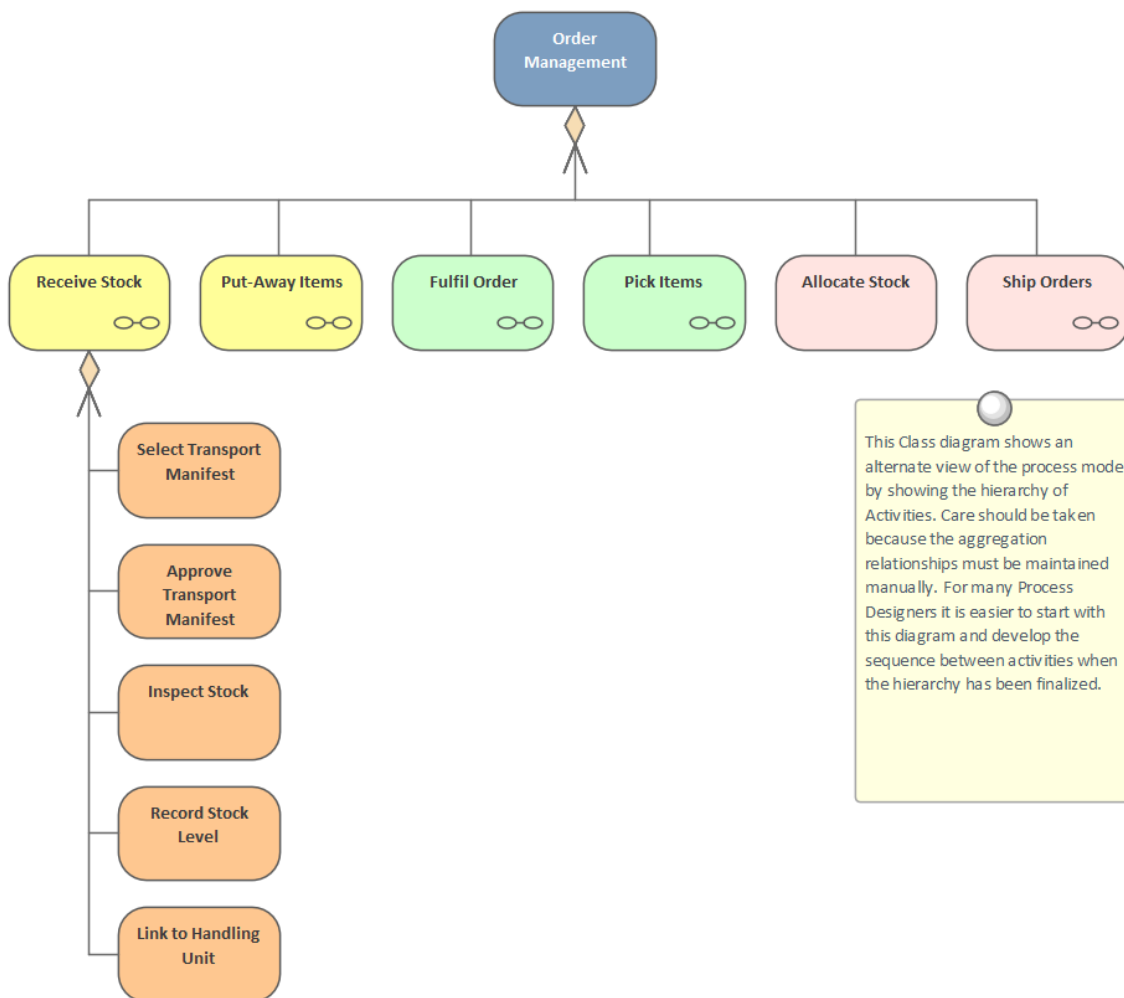 Order
Management
Receive Stock
Put-Away Items
Fulfil Order
Pick Items
Allocate Stock
Ship Orders
Select Transport
Manifest
Approve
Transport
Manifest
Inspect Stock
Record Stock
Level
Link to Handling
Unit
This Class diagram shows an
alternate view of the process mode
by showing the hierarchy of
Activities. Care should be taken
because the aggregation
relationships must be maintained
manually. For many Process
Designers it is easier to start with
this diagram and develop the
sequence between activities when
the hierarchy has been finalized.